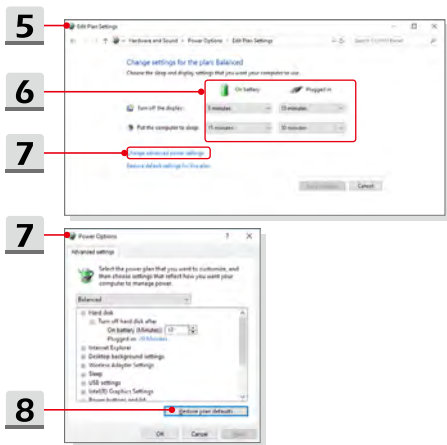 5
Edit Plan Settings
Hardware and Sound > Power Options > Edit Plan Settings
Change settings for the plan: Balanced
Choose the sleep and display settings that you want your computer to use.
6
On battery
Plugged in
Turn off the display:
5 minutes
10 minutes
Put the computer to sleep:
15 minutes
30 minutes
7
Change advanced power settings
Restore default settings for this plan
Cancel
7
Power Options
?
Advanced settings
Select the power plan that you want to customize, and
then choose settings that reflect how you want your
computer to manage power.
Balanced
Hard disk
Turn off hard disk after
On battery (Minutes): 10
Plugged in:
Internet Explorer
Desktop background settings
Wireless Adapter Settings
Sleep
USB settings
Intel(R) Graphics Settings
Power buttons and lid
8
Restore plan defaults
OK
Cancel